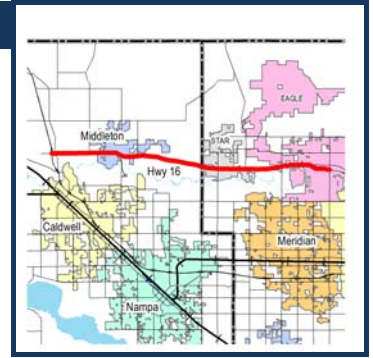 EAGLE
Middleton
STAR
Hwy 16
Caldwell
Meridian
Nampa